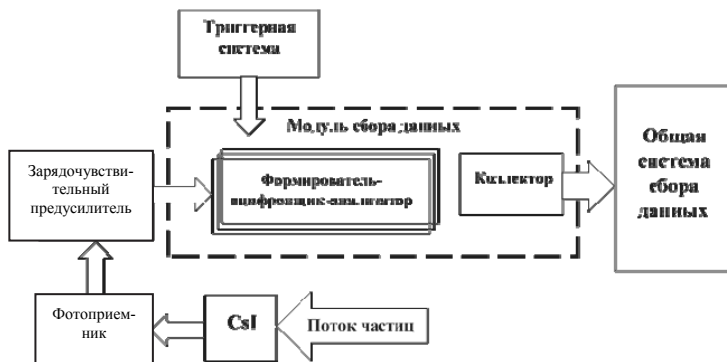 Триггерная
система
Модуль сбора данных
Общая
система
сбора
данных
Зарядочувстви-
тельный
предусилитель
Формирователь-
оцифровщик-анализатор
Коллектор
Фотоприем-
ник
CsI
Поток частиц